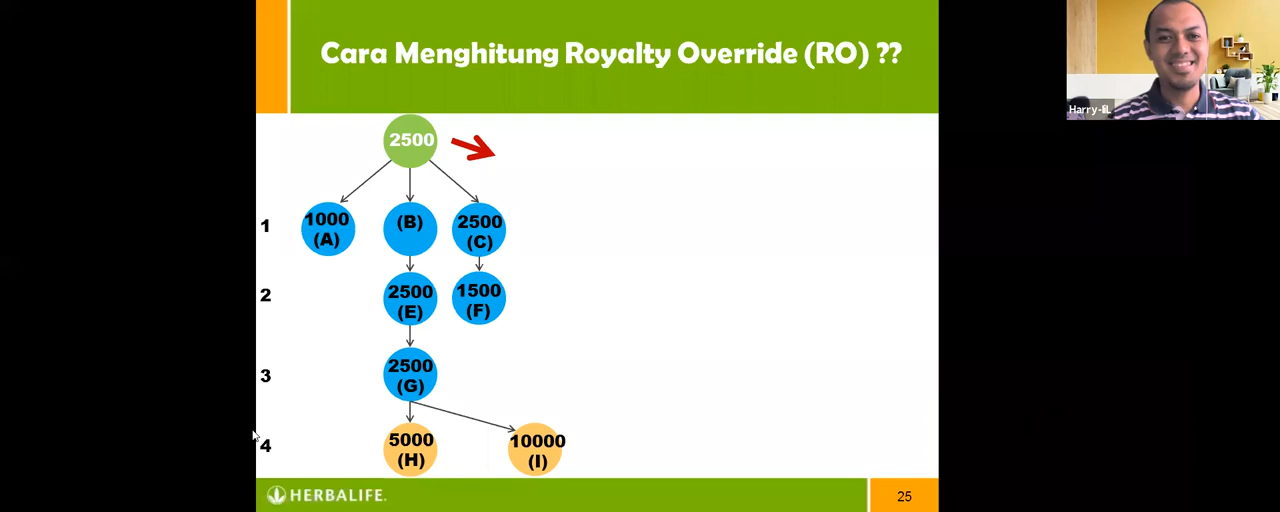 Cara Menghitung Royalty Override (RO) ??
Harry-H.
2500
1
1000
(A)
(B)
2500
(C)
2
2500
(E)
1500
(F)
3
2500
(G)
4
5000
(H)
10000
(I)
HERBALIFE.
25